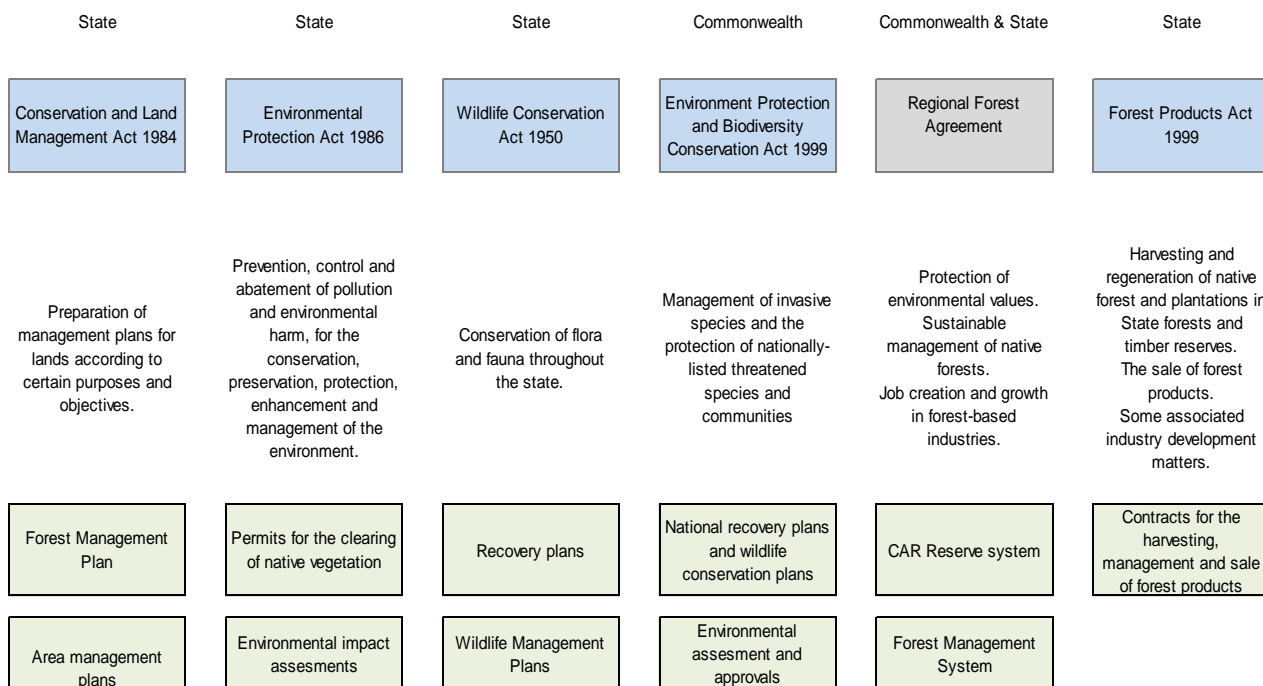 State
State
State
Commonwealth
Commonwealth & State
State
Conservation and Land
Management Act 1984
Environmental
Protection Act 1986
Wildlife Conservation
Act 1950
Environment Protection
and Biodiversity
Conservation Act 1999
Regional Forest
Agreement
Forest Products Act
1999
Preparation of
management plans for
lands according to
certain purposes and
objectives.
Prevention, control and
abatement of pollution
and environmental
harm, for the
conservation,
preservation, protection,
enhancement and
management of the
environment.
Conservation of flora
and fauna throughout
the state.
Management of invasive
species and the
protection of nationally-
listed threatened
species and
communities
Protection of
environmental values.
Sustainable
management of native
forests.
Job creation and growth
in forest-based
industries.
Harvesting and
regeneration of native
forest and plantations in
State forests and
timber reserves.
The sale of forest
products.
Some associated
industry development
matters.
Forest Management
Plan
Permits for the clearing
of native vegetation
Recovery plans
National recovery plans
and wildlife
conservation plans
CAR Reserve system
Contracts for the
harvesting,
management and sale
of forest products
Area management
plans
Environmental impact
assesments
Wildlife Management
Plans
Environmental
assesment and
approvals
Forest Management
System